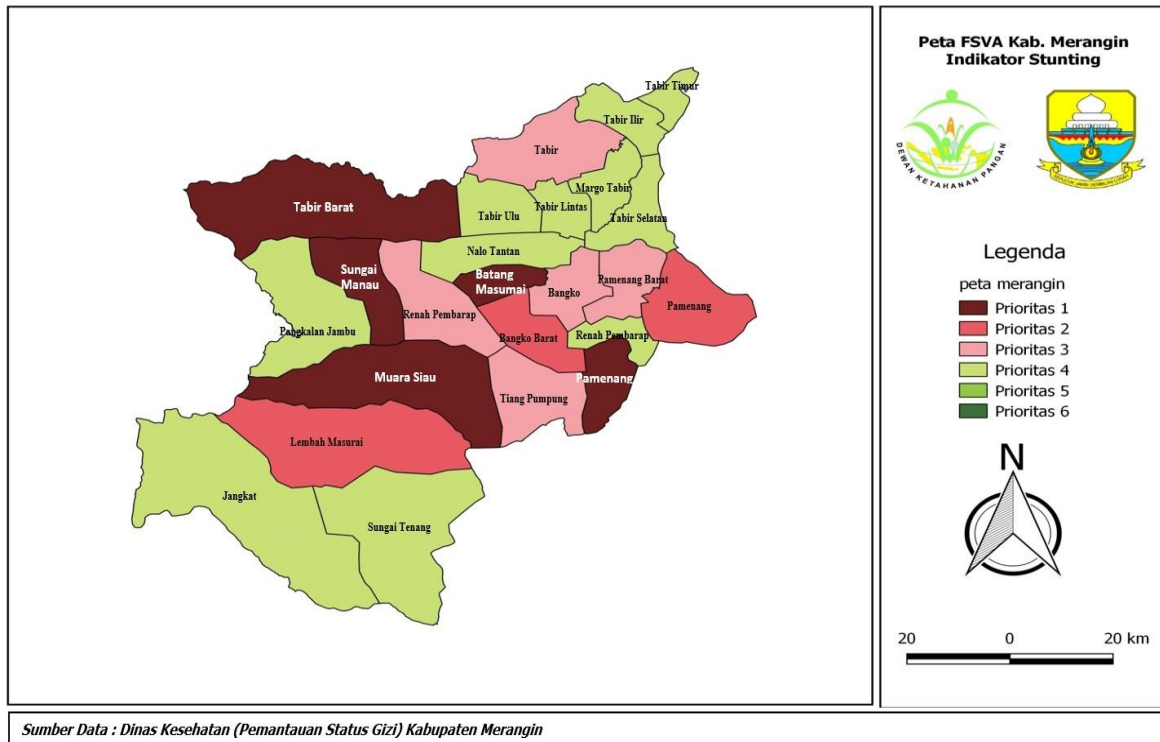 Peta FSVA Kab. Merangin
Indikator Stunting
DEWAN KETAHANAN PANGAN
Legenda
peta merangin
Prioritas 1
Prioritas 2
Prioritas 3
Prioritas 4
Prioritas 5
Prioritas 6
N
20 0 20 km
Tabir Timur
Tabir Ilir
Tabir
Margo Tabir
Tabir Barat
Tabir Lintas
Tabir Ulu
Tabir Selatan
Nalo Tantan
Sungai
Manau
Batang
Masumai
Bangko
Pamenang Barat
Pamenang
Renah Pembarap
Pangkalan Jambu
Bangko Barat
Renah Pembarap
Muara Siau
Pamenang
Tiang Pumpung
Lembah Masurai
Jangkat
Sungai Tenang
Sumber Data : Dinas Kesehatan (Pemantauan Status Gizi) Kabupaten Merangin